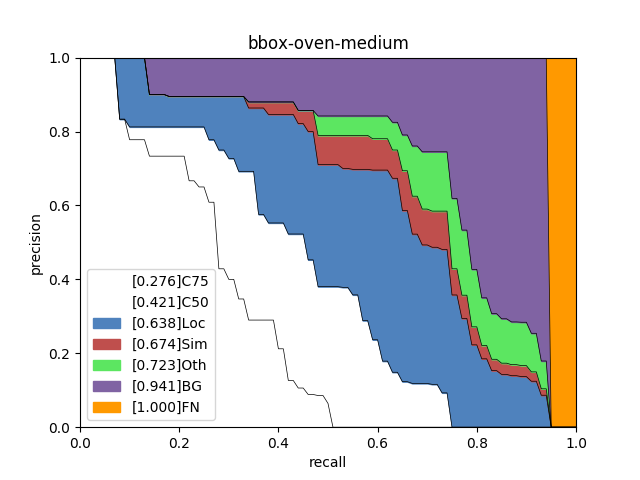 bbox-oven-medium
1.0
0.8
0.6
0.4
0.2
0.0
precision
[0.276]C75
[0.421]C50
[0.638]Loc
[0.674]Sim
[0.723]Oth
[0.941]BG
[1.000]FN
0.0 0.2 0.4 0.6 0.8 1.0
recall